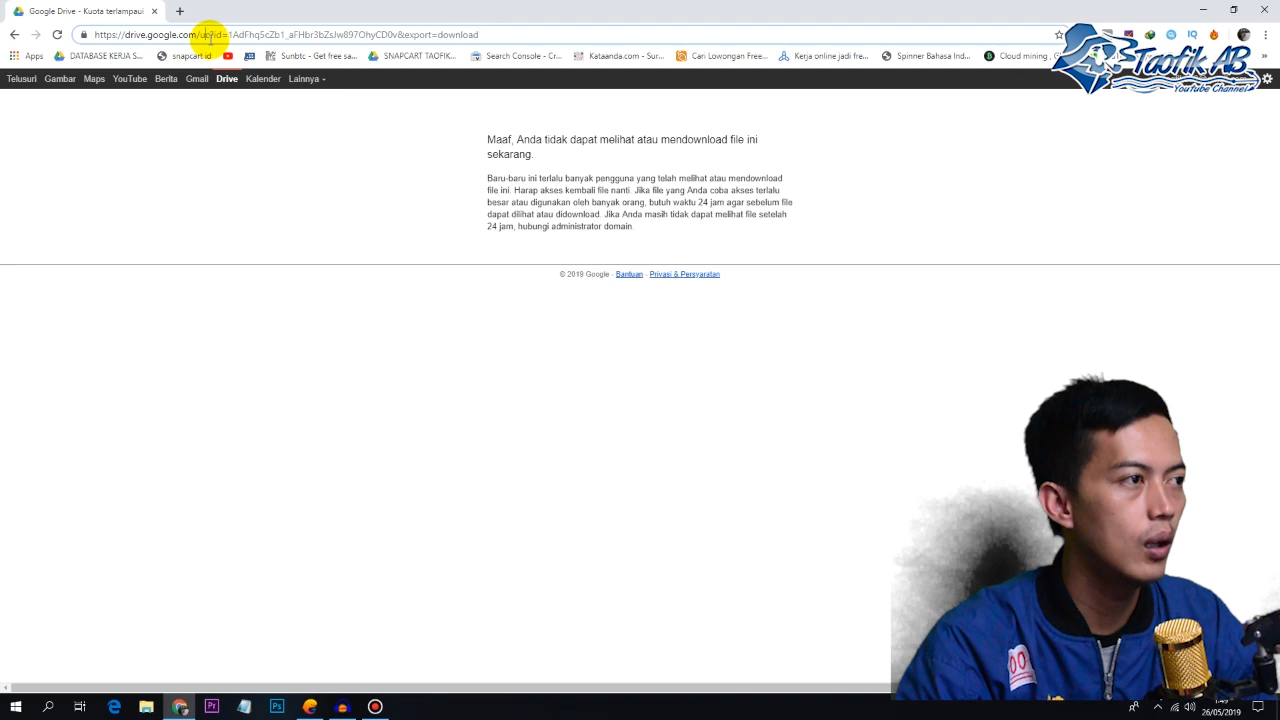 Google Drive - Kuota terlampaui
https://drive.google.com/uc?id=1AdFhq5cZb1_aFHbr3bZsJw897OhyCD0v&export=download
Apps
DATABASE KERJA O...
snapcart.id
Sunbtc - Get free sa...
SNAPCART TAOFIK...
Search Console - C...
Kataanda.com - Sur...
Cari Lowongan Free...
Kerja online jadi fre...
Spinner Bahasa Ind...
Cloud mining , G
Taofik AB
YouTube Channel
Telusuri Gambar Maps Play YouTube Berita Gmail Drive Kalender Lainnya
Maaf, Anda tidak dapat melihat atau mendownload file ini
sekarang.
Baru-baru ini terlalu banyak pengguna yang telah melihat atau mendownload
file ini. Harap akses kembali file nanti. Jika file yang Anda coba akses terlalu
besar atau digunakan oleh banyak orang, butuh waktu 24 jam agar sebelum file
dapat dilihat atau didownload. Jika Anda masih tidak dapat melihat file setelah
24 jam, hubungi administrator domain.
© 2019 Google - Bantuan - Privasi & Persyaratan
26/05/2019